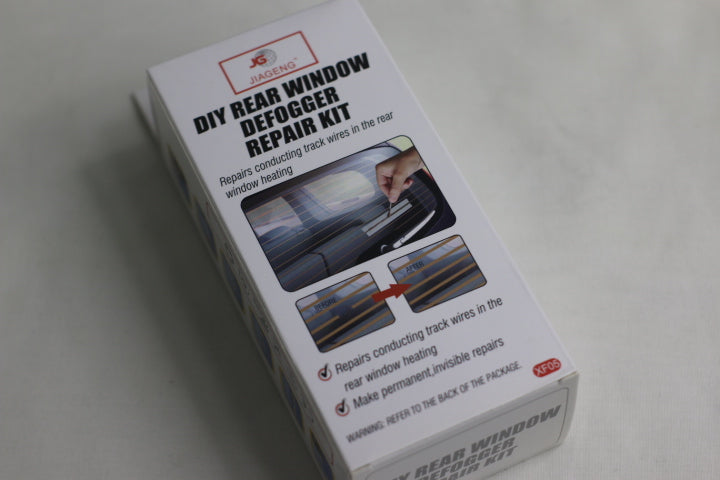 JG
JIAGENG™
DIY REAR WINDOW
DEFOGGER
REPAIR KIT
Repairs conducting track wires in the rear
window heating
BEFORE
AFTER
Repairs conducting track wires in the
rear window heating
Make permanent,invisible repairs
WARNING: REFER TO THE BACK OF THE PACKAGE.
XF05
DIY REAR WINDOW
DEFOGGER
REPAIR KIT